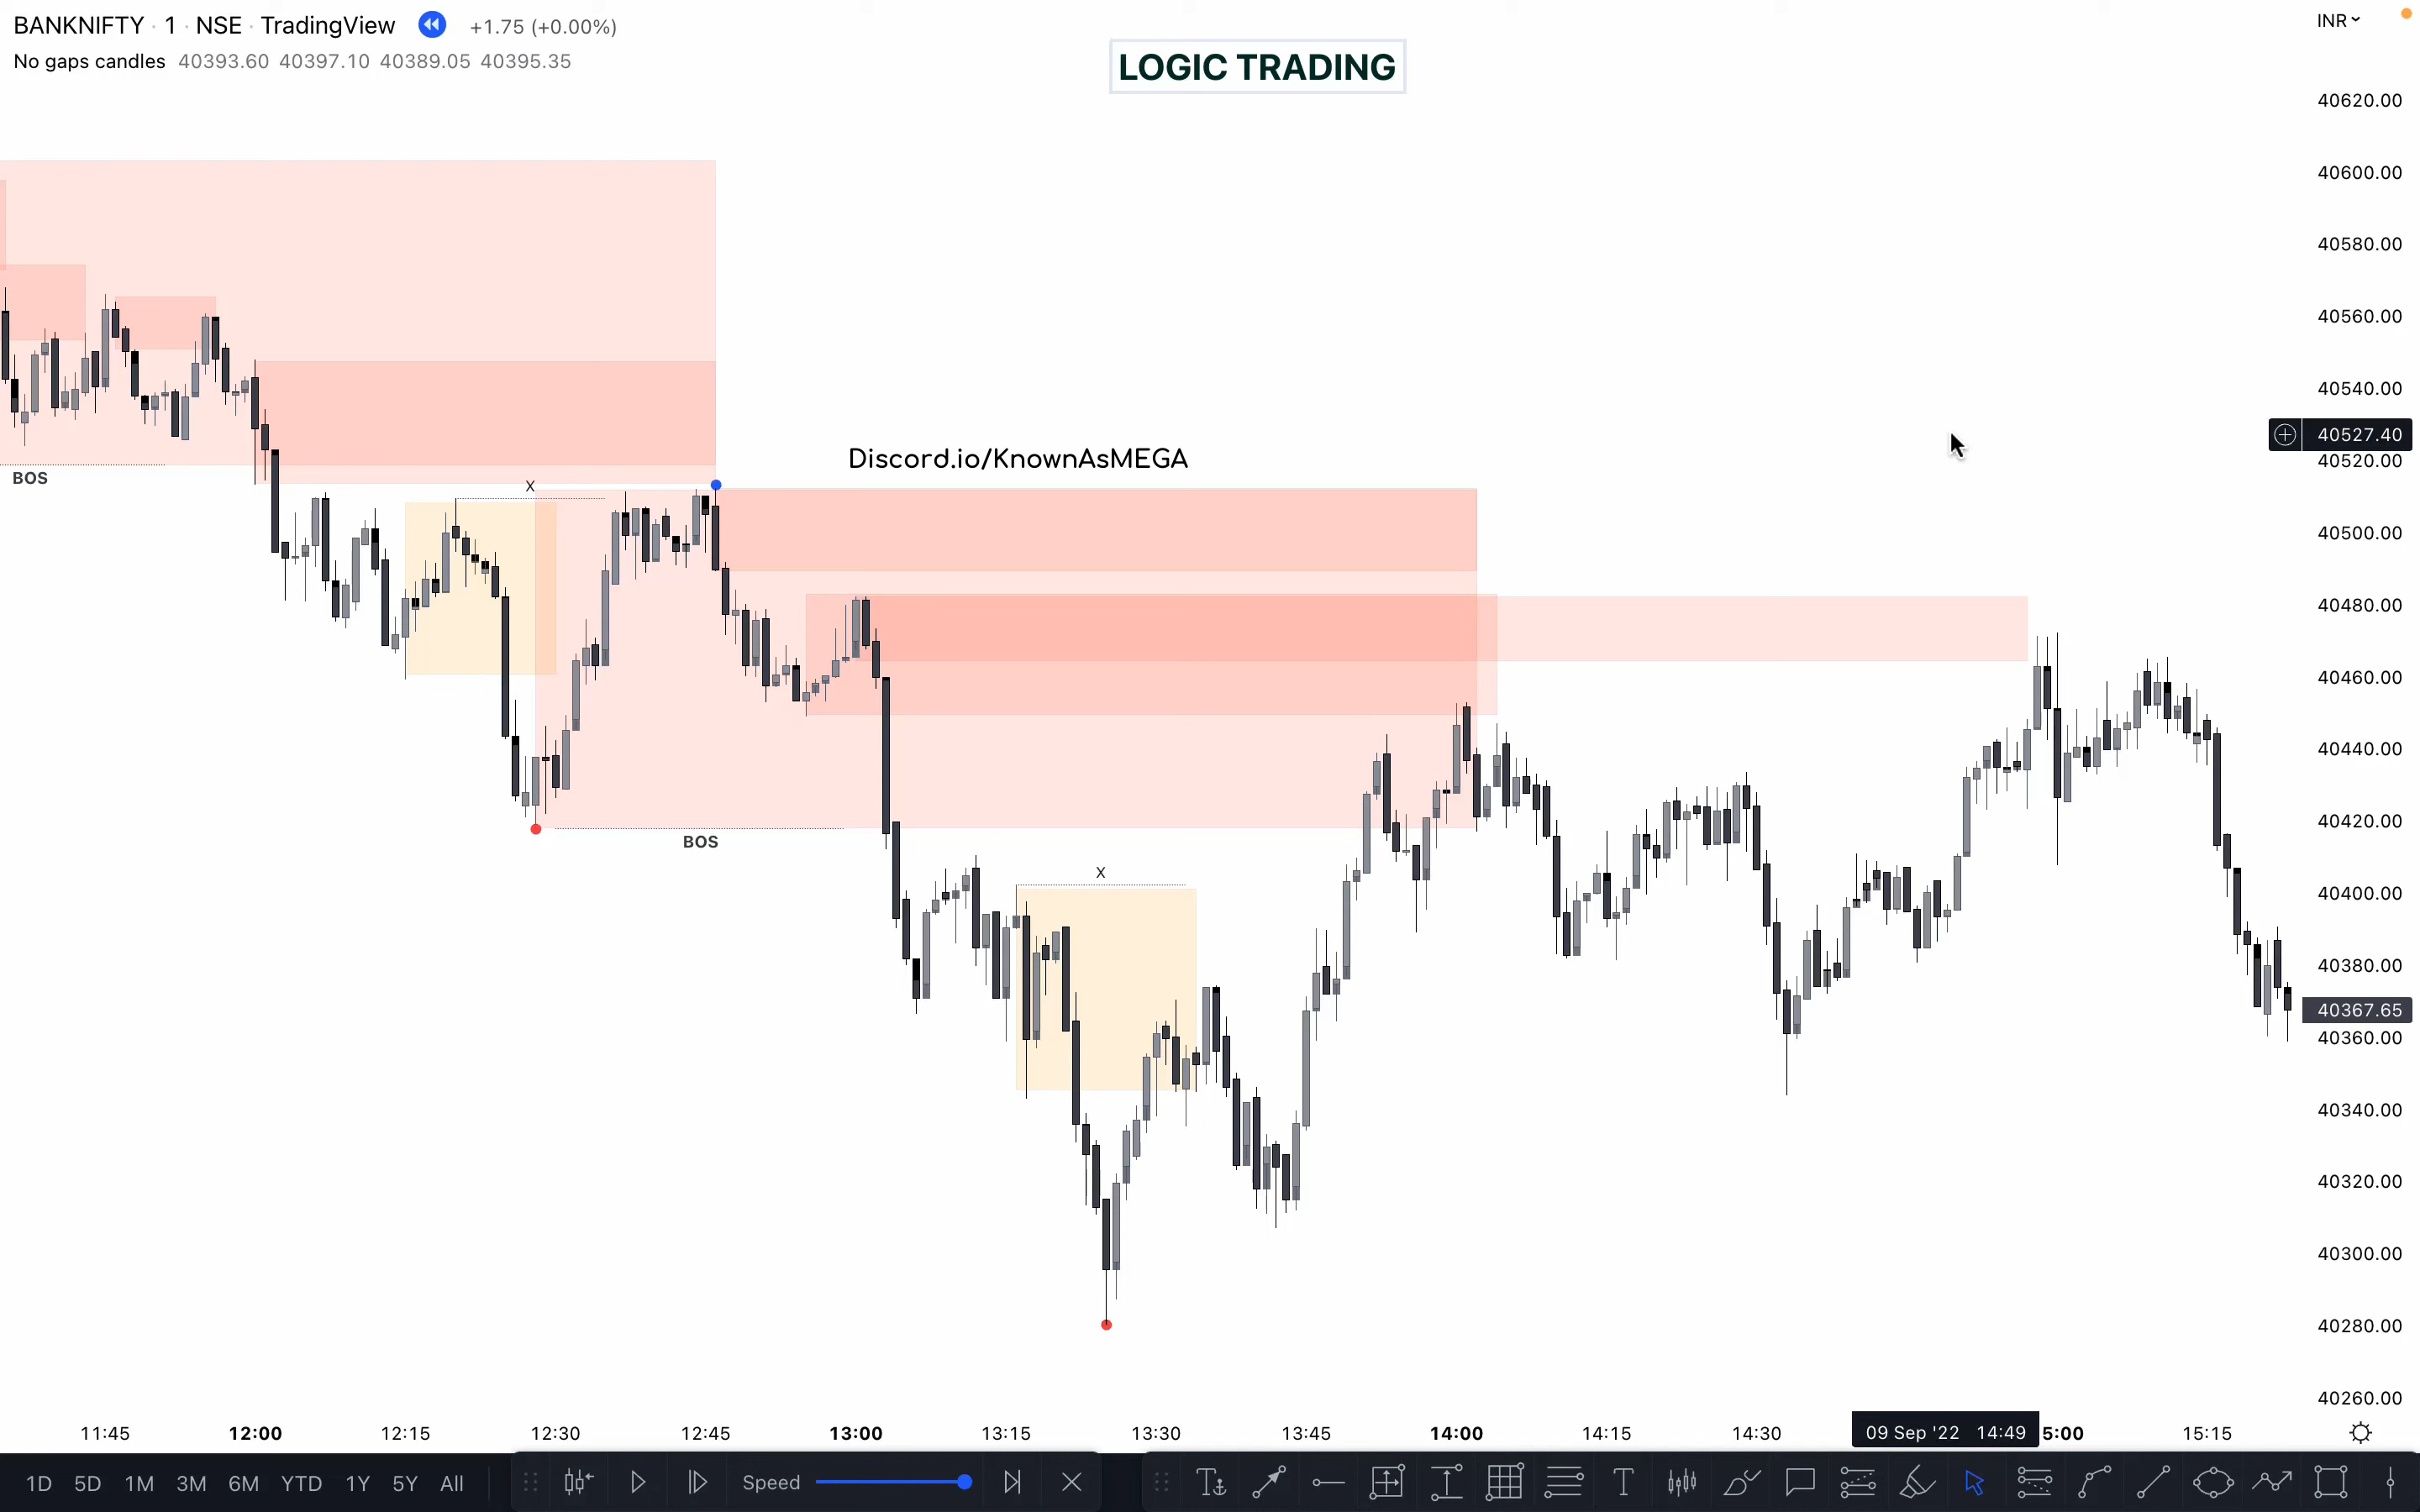 BANKNIFTY · 1 · NSE · TradingView +1.75 (+0.00%)
No gaps candles 40393.60 40397.10 40389.05 40395.35
LOGIC TRADING
INR
40620.00
40600.00
40580.00
40560.00
40540.00
40527.40
40520.00
40500.00
40480.00
40460.00
40440.00
40420.00
40400.00
40380.00
40367.65
40360.00
40340.00
40320.00
40300.00
40280.00
40260.00
BOS
X
Discord.io/KnownAsMEGA
BOS
X
11:45 12:00 12:15 12:30 12:45 13:00 13:15 13:30 13:45 14:00 14:15 14:30 09 Sep '22 14:49 5:00 15:15
1D 5D 1M 3M 6M YTD 1Y 5Y All Speed